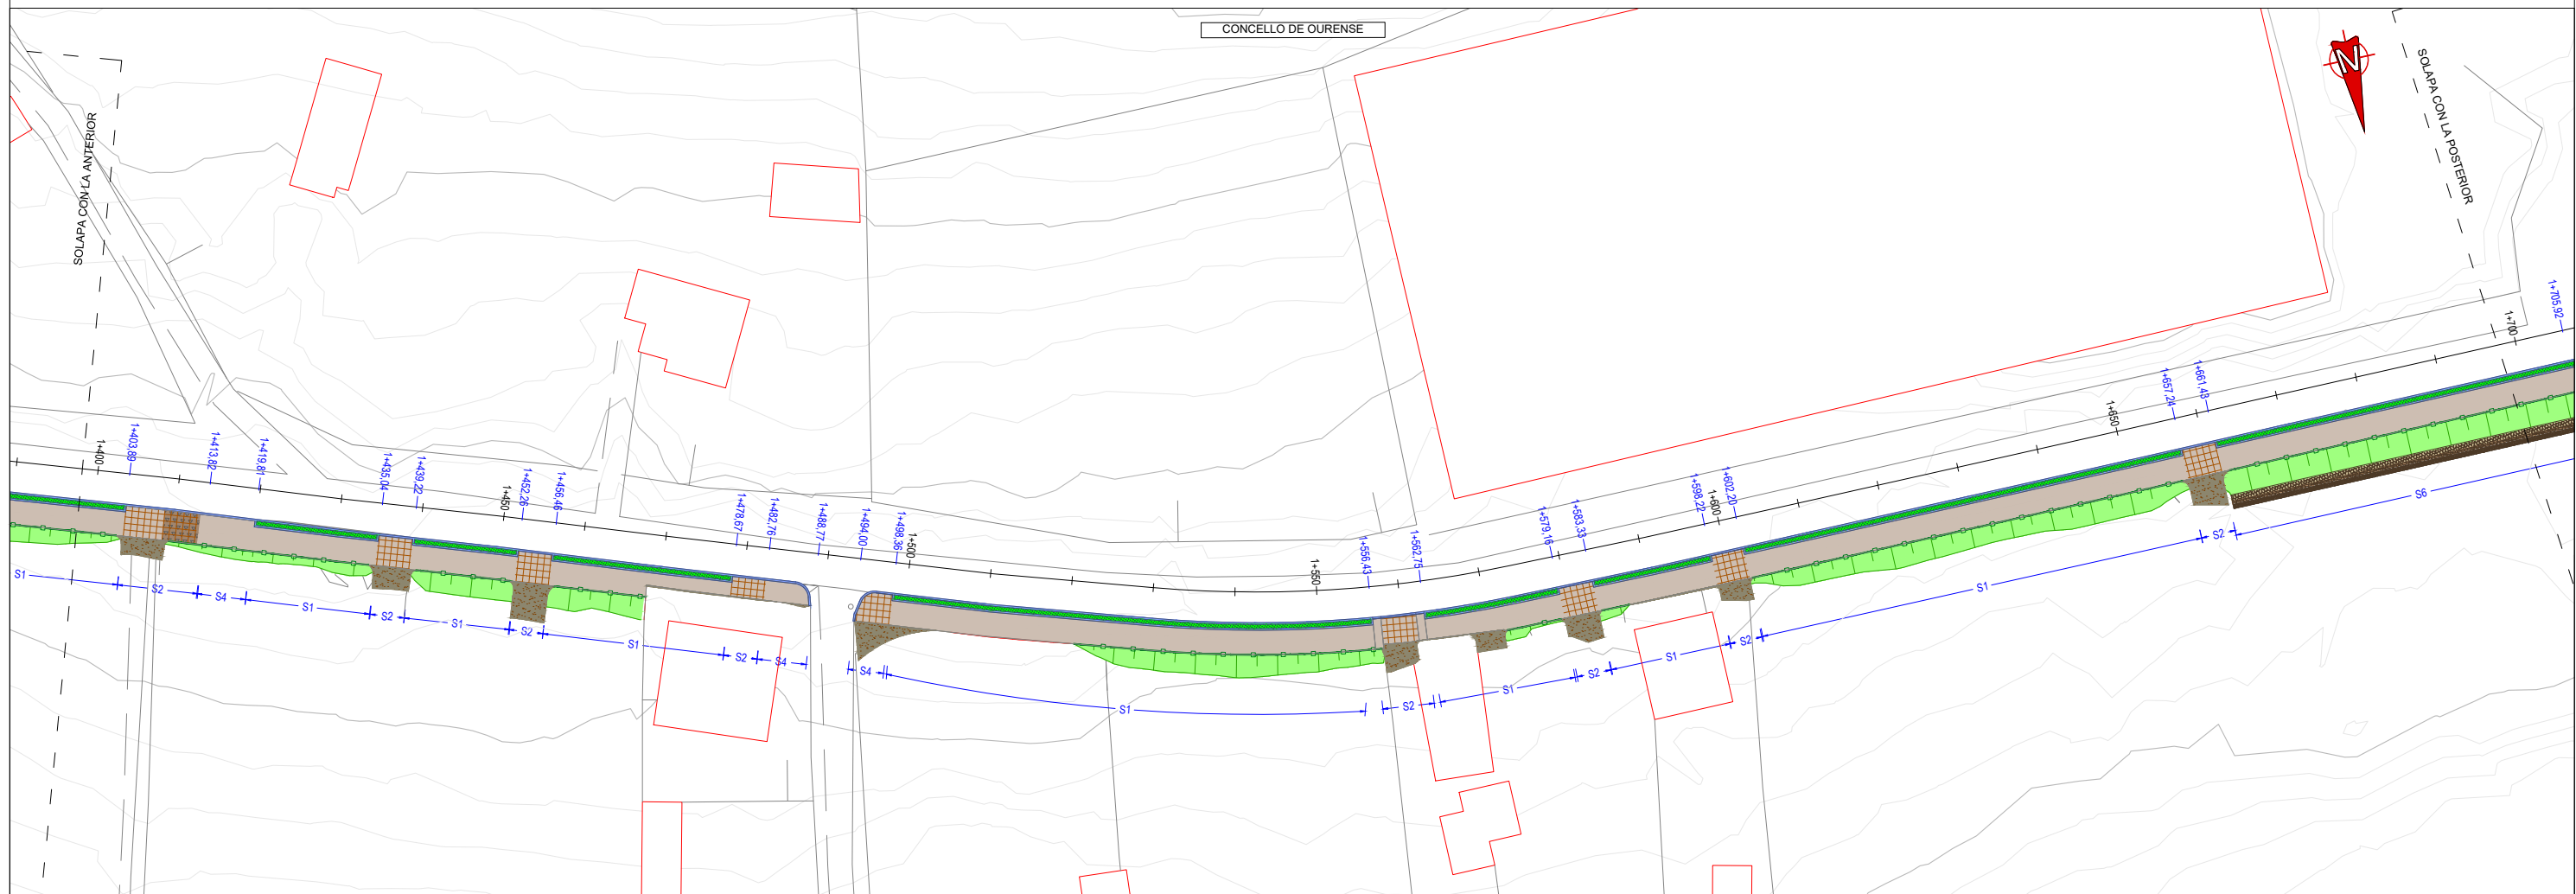 CONCELLO DE OURENSE
N
SOLAPA CON LA ANTERIOR
SOLAPA CON LA POSTERIOR
1+400
1+403,89
1+413,82
1+419,81
1+435,04
1+439,22
1+450
1+452,26
1+456,46
1+478,67
1+482,76
1+488,77
1+494,00
1+498,36
1+500
1+550
1+556,43
1+562,75
1+579,16
1+583,33
1+598,22
1+600
1+602,20
1+650
1+657,24
1+661,43
1+700
1+705,92
S1
S2
S4
S1
S2
S1
S2
S1
S2
S4
S4
S1
S2
S1
S2
S1
S2
S1
S2
S6